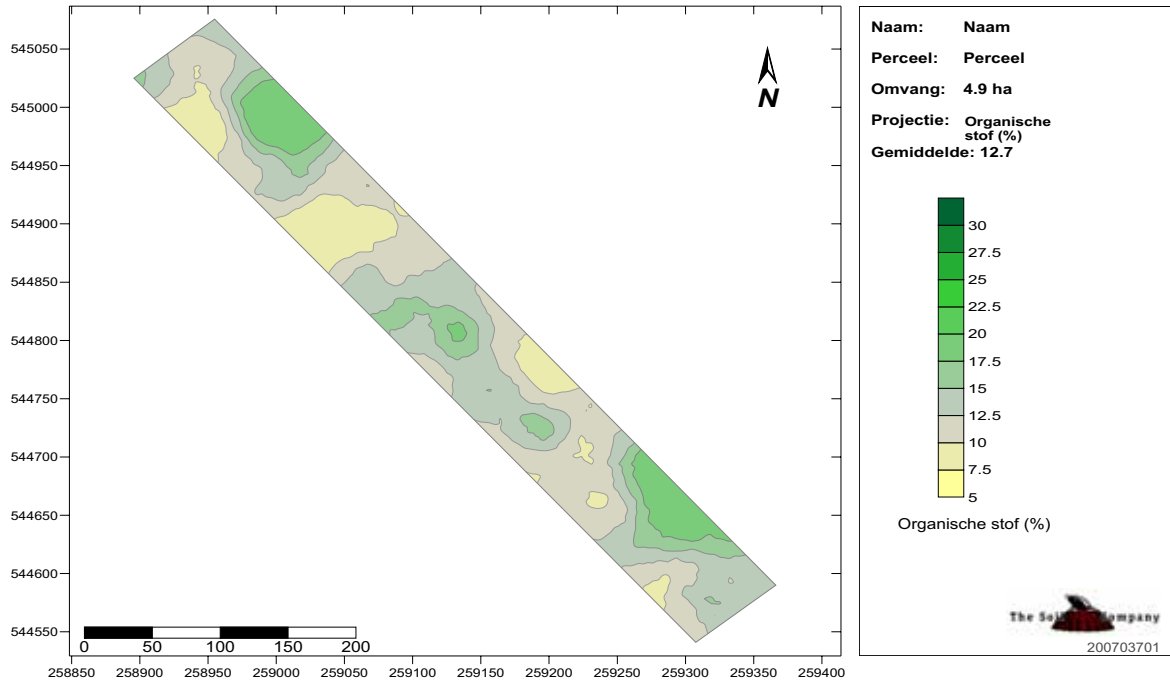 545050
545000
544950
544900
544850
544800
544750
544700
544650
544600
544550
N
0 50 100 150 200
258850 258900 258950 259000 259050 259100 259150 259200 259250 259300 259350 259400
Naam: Naam
Perceel: Perceel
Omvang: 4.9 ha
Projectie: Organische
stof (%)
Gemiddelde: 12.7
30
27.5
25
22.5
20
17.5
15
12.5
10
7.5
5
Organische stof (%)
The Company
200703701